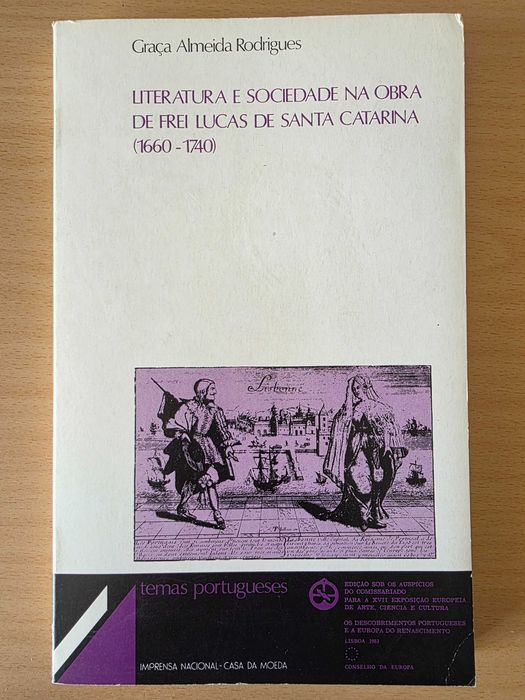 Graça Almeida Rodrigues
LITERATURA E SOCIEDADE NA OBRA
DE FREI LUCAS DE SANTA CATARINA
(1660-1740)
Lisbonne
temas portugueses
EDIÇÃO SOB OS AUSPÍCIOS
DO COMISSARIADO
PARA A XVII EXPOSIÇÃO EUROPEIA
DE ARTE, CIÊNCIA E CULTURA
OS DESCOBRIMENTOS PORTUGUESES
E A EUROPA DO RENASCIMENTO
LISBOA 1983
CONSELHO DA EUROPA
IMPRENSA NACIONAL-CASA DA MOEDA